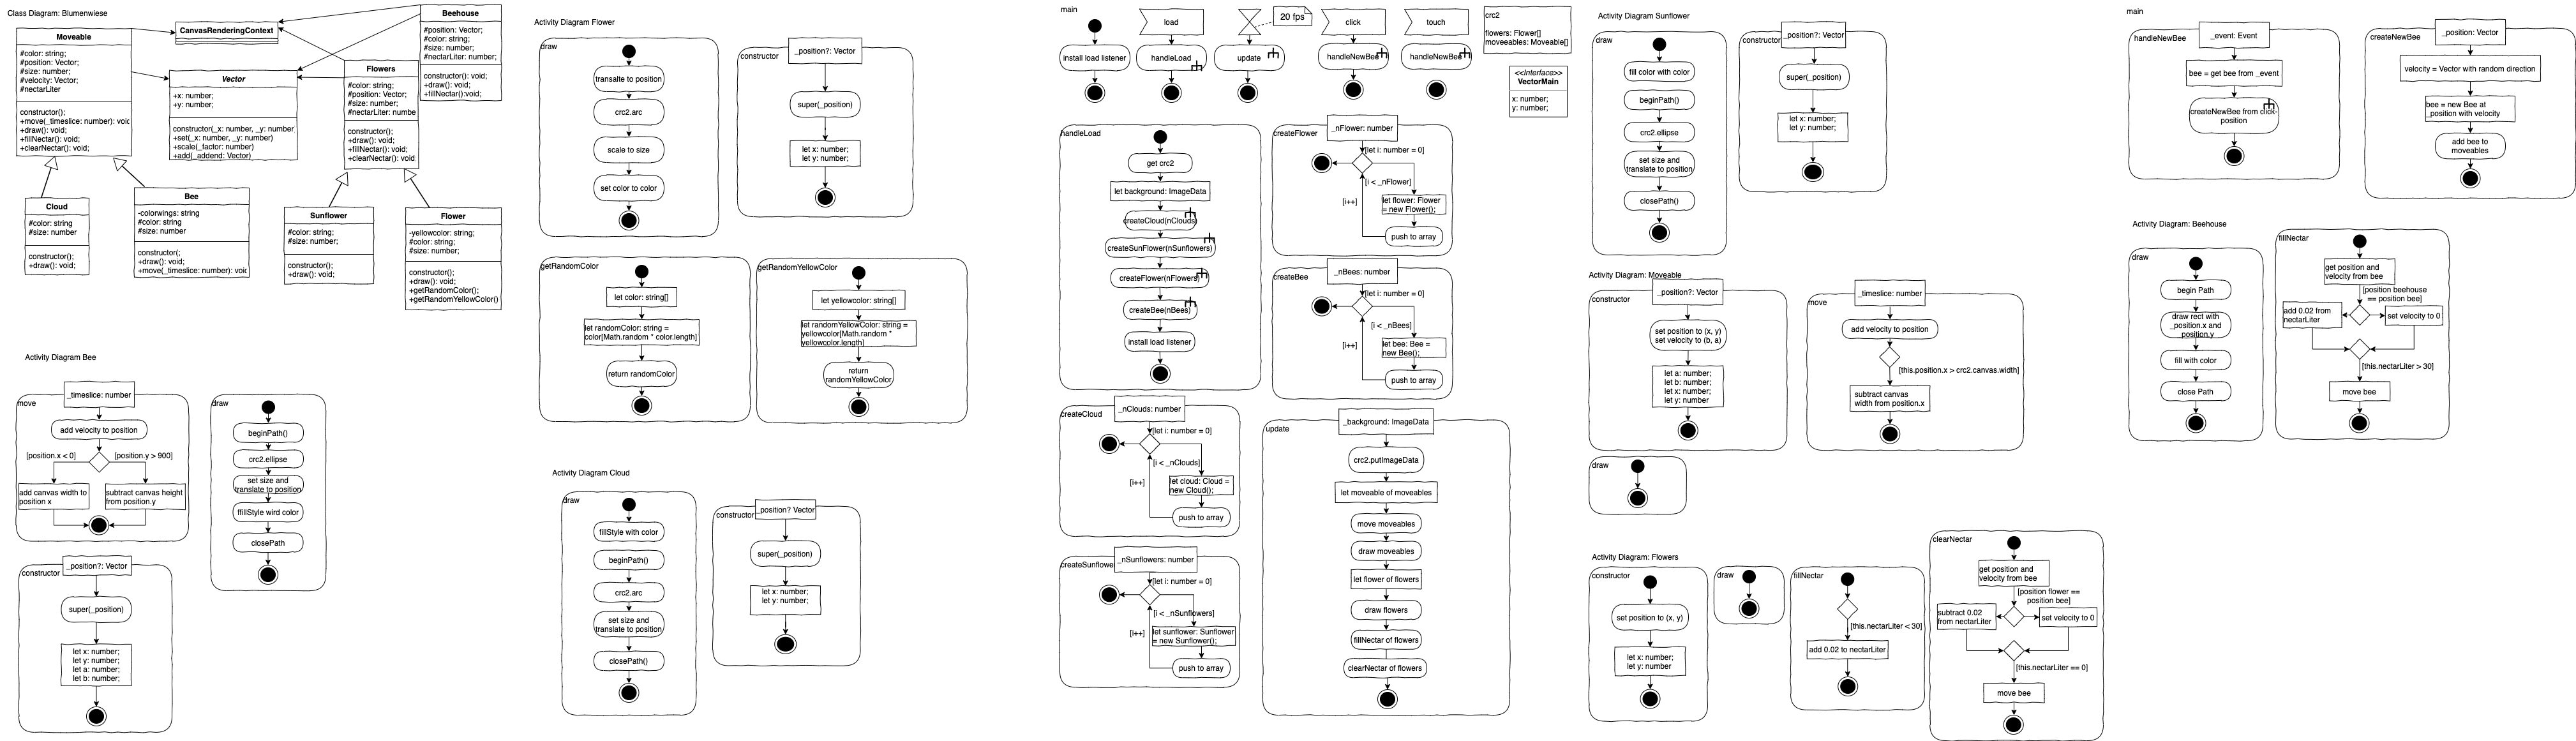 Class Diagram: Blumenwiese
Moveable
#color: string;
#position: Vector;
#size: number;
#velocity: Vector;
#nectarLiter
constructor();
+move(_timeslice: number): voic
+draw(): void;
+fillNectar(): void;
+clearNectar(): void;
CanvasRenderingContext
Vector
+x: number;
+y: number;
constructor(_x: number, _y: number
+set(_x: number, _y: number)
+scale(_factor: number)
+add(_addend: Vector)
Beehouse
#position: Vector;
#color: string;
#size: number;
#nectarLiter: number;
constructor(): void;
+draw(): void;
+fillNectar():void;
Flowers
#color: string;
#position: Vector;
#size: number;
#nectarLiter: numbe
constructor();
+draw(): void;
+fillNectar(): void;
+clearNectar(): void
Cloud
#color: string
#size: number
constructor();
+draw(): void;
Bee
-colorwings: string
#color: string
#size: number
constructor(;
+draw(): void;
+move(_timeslice: number): voic
Sunflower
#color: string;
#size: number;
constructor();
+draw(): void;
Flower
-yellowcolor: string;
#color: string;
#size: number;
constructor();
+draw(): void;
+getRandomColor();
+getRandomYellowColor()
Activity Diagram Bee
move
_timeslice: number
add velocity to position
[position.x < 0]
[position.y > 900]
add canvas width to
position x
subtract canvas height
from position.y
draw
beginPath()
crc2.ellipse
set size and
translate to position
ffillStyle wird color
closePath
constructor
_position?: Vector
super(_position)
let x: number;
let y: number;
let a: number;
let b: number;
Activity Diagram Flower
draw
transalte to position
crc2.arc
scale to size
set color to color
constructor
_position?: Vector
super(_position)
let x: number;
let y: number;
getRandomColor
let color: string[]
let randomColor: string =
color[Math.random * color.length]
return randomColor
getRandomYellowColor
let yellowcolor: string[]
let randomYellowColor: string =
yellowcolor[Math.random *
yellowcolor.length]
return
randomYellowColor
Activity Diagram Cloud
draw
fillStyle with color
beginPath()
crc2.arc
set size and
translate to position
closePath()
constructor
_position? Vector
super(_position)
let x: number;
let y: number;
main
install load listener
load
handleLoad
20 fps
update
click
handleNewBee
touch
handleNewBee
crc2
flowers: Flower[]
moveeables: Moveable[]
<<Interface>>
VectorMain
x: number;
y: number;
handleLoad
get crc2
let background: ImageData
createCloud(nClouds)
createSunFlower(nSunflowers)
createFlower(nFlowers)
createBee(nBees)
install load listener
createFlower
_nFlower: number
[let i: number = 0]
[i < _nFlower]
[i++]
let flower: Flower
= new Flower();
push to array
createBee
_nBees: number
[let i: number = 0]
[i < _nBees]
[i++]
let bee: Bee =
new Bee();
push to array
createCloud
_nClouds: number
[let i: number = 0]
[i < _nClouds]
[i++]
let cloud: Cloud =
new Cloud();
push to array
createSunflower
_nSunflowers: number
[let i: number = 0]
[i < _nSunflowers]
[i++]
let sunflower: Sunflower
= new Sunflower();
push to array
update
_background: ImageData
crc2.putImageData
let moveable of moveables
move moveables
draw moveables
let flower of flowers
draw flowers
fillNectar of flowers
clearNectar of flowers
Activity Diagram Sunflower
draw
fill color with color
beginPath()
crc2.ellipse
set size and
translate to position
closePath()
constructor
_position?: Vector
super(_position)
let x: number;
let y: number;
Activity Diagram: Moveable
constructor
_position?: Vector
set position to (x, y)
set velocity to (b, a)
let a: number;
let b: number;
let x: number;
let y: number
move
_timeslice: number
add velocity to position
[this.position.x > crc2.canvas.width]
subtract canvas
width from position.x
draw
Activity Diagram: Flowers
constructor
set position to (x, y)
let x: number;
let y: number
draw
fillNectar
[this.nectarLiter < 30]
add 0.02 to nectarLiter
clearNectar
get position and
velocity from bee
[position flower ==
position bee]
subtract 0.02
from nectarLiter
set velocity to 0
[this.nectarLiter == 0]
move bee
main
handleNewBee
_event: Event
bee = get bee from _event
createNewBee from click-
position
createNewBee
_position: Vector
velocity = Vector with random direction
bee = new Bee at
_position with velocity
add bee to
moveables
Activity Diagram: Beehouse
draw
begin Path
draw rect with
_position.x and
_position.y
fill with color
close Path
fillNectar
get position and
velocity from bee
[position beehouse
== position bee]
add 0.02 from
nectarLiter
set velocity to 0
[this.nectarLiter > 30]
move bee